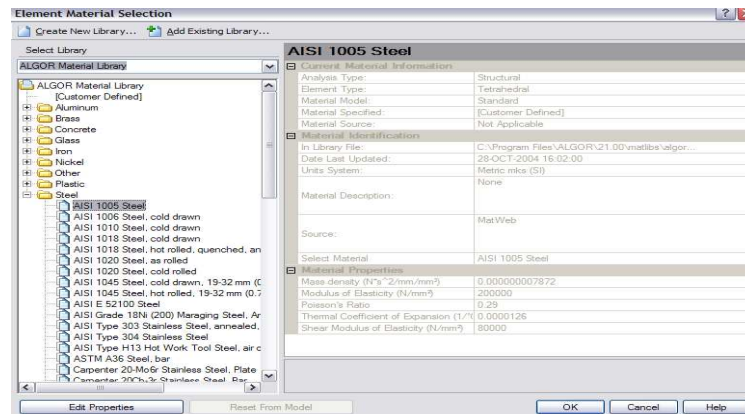 Element Material Selection
Create New Library... Add Existing Library...
Select Library
ALGOR Material Library
ALGOR Material Library
[Customer Defined]
Aluminum
Brass
Concrete
Glass
Iron
Nickel
Other
Plastic
Steel
AISI 1005 Steel
AISI 1006 Steel, cold drawn
AISI 1010 Steel, cold drawn
AISI 1018 Steel, cold drawn
AISI 1018 Steel, hot rolled, quenched, an
AISI 1020 Steel, as rolled
AISI 1020 Steel, cold rolled
AISI 1045 Steel, cold drawn, 19-32 mm (0
AISI 1045 Steel, hot rolled, 19-32 mm (0.7
AISI E 52100 Steel
AISI Grade 18Ni (200) Maraging Steel, Ar
AISI Type 303 Stainless Steel, annealed,
AISI Type 304 Stainless Steel
AISI Type H13 Hot Work Tool Steel, air c
ASTM A36 Steel, bar
Carpenter 20-Mo6r Stainless Steel, Plate
Carpenter 20Cb-3r Stainless Steel, Bar
AISI 1005 Steel
Current Material Information
Analysis Type: Structural
Element Type: Tetrahedral
Material Model: Standard
Material Specified: [Customer Defined]
Material Source: Not Applicable
Material Identification
In Library File: C:\Program Files\ALGOR\21.00\matlibs\algor...
Date Last Updated: 28-OCT-2004 16:02:00
Units System: Metric mks (SI)
Material Description: None
Source: MatWeb
Select Material AISI 1005 Steel
Material Properties
Mass density (N*s^2/mm/mm³) 0.000000007872
Modulus of Elasticity (N/mm²) 200000
Poisson's Ratio 0.29
Thermal Coefficient of Expansion (1/° 0.0000126
Shear Modulus of Elasticity (N/mm²) 80000
Edit Properties Reset From Model OK Cancel Help